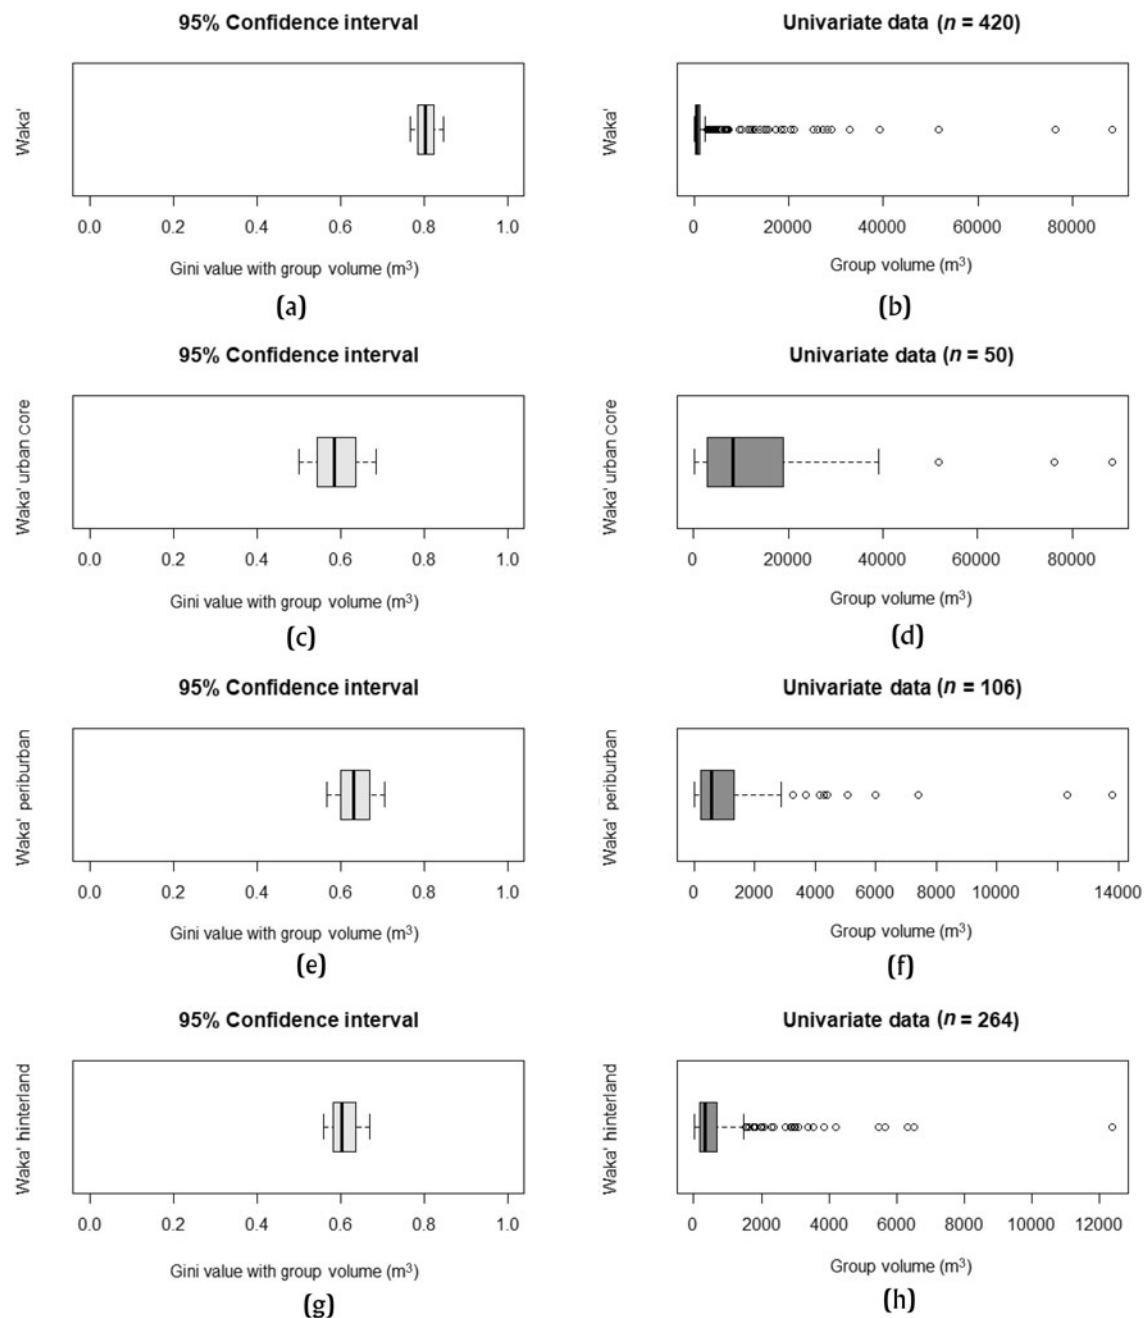 95% Confidence interval
Univariate data (n = 420)
Waka'
Waka'
0.0 0.2 0.4 0.6 0.8 1.0
0 20000 40000 60000 80000
Gini value with group volume (m³)
Group volume (m³)
(a)
(b)
95% Confidence interval
Univariate data (n = 50)
Waka' urban core
Waka' urban core
0.0 0.2 0.4 0.6 0.8 1.0
0 20000 40000 60000 80000
Gini value with group volume (m³)
Group volume (m³)
(c)
(d)
95% Confidence interval
Univariate data (n = 106)
Waka' periburban
Waka' periburban
0.0 0.2 0.4 0.6 0.8 1.0
0 2000 4000 6000 8000 10000 14000
Gini value with group volume (m³)
Group volume (m³)
(e)
(f)
95% Confidence interval
Univariate data (n = 264)
Waka' hinterland
Waka' hinterland
0.0 0.2 0.4 0.6 0.8 1.0
0 2000 4000 6000 8000 10000 12000
Gini value with group volume (m³)
Group volume (m³)
(g)
(h)